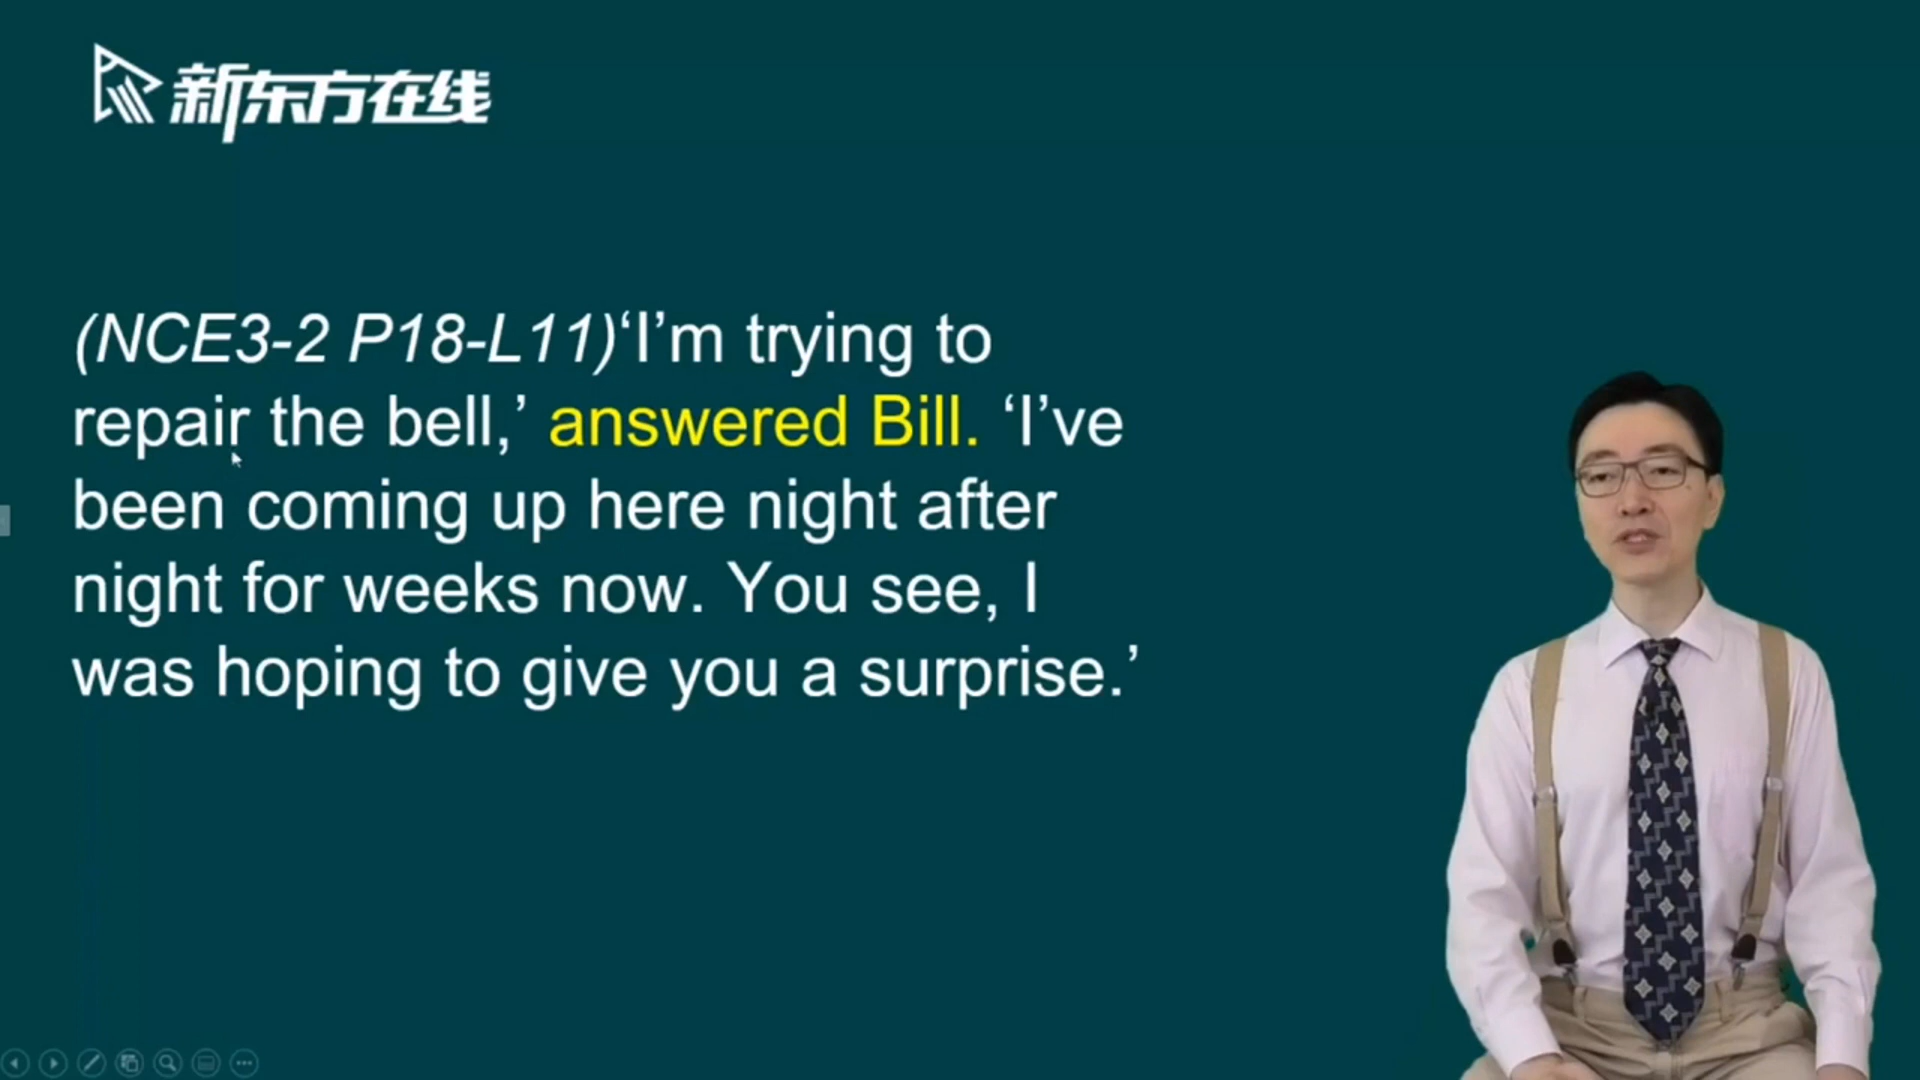 新东方在线
(NCE3-2 P18-L11)‘I’m trying to
repair the bell,’ answered Bill. ‘I’ve
been coming up here night after
night for weeks now. You see, I
was hoping to give you a surprise.’